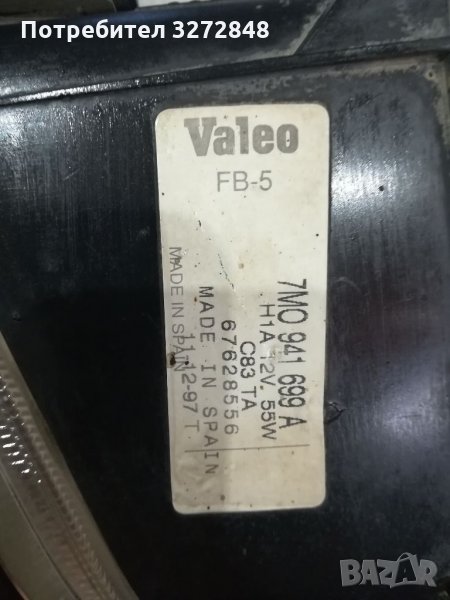 Потребител 3272848
Valeo
FB-5
7M0 941 699 A
H1A 12V. 55W
C83 TA
67628556
MADE IN SPAIN
11-12-97 T
MADE IN SPAIN
BAZAR